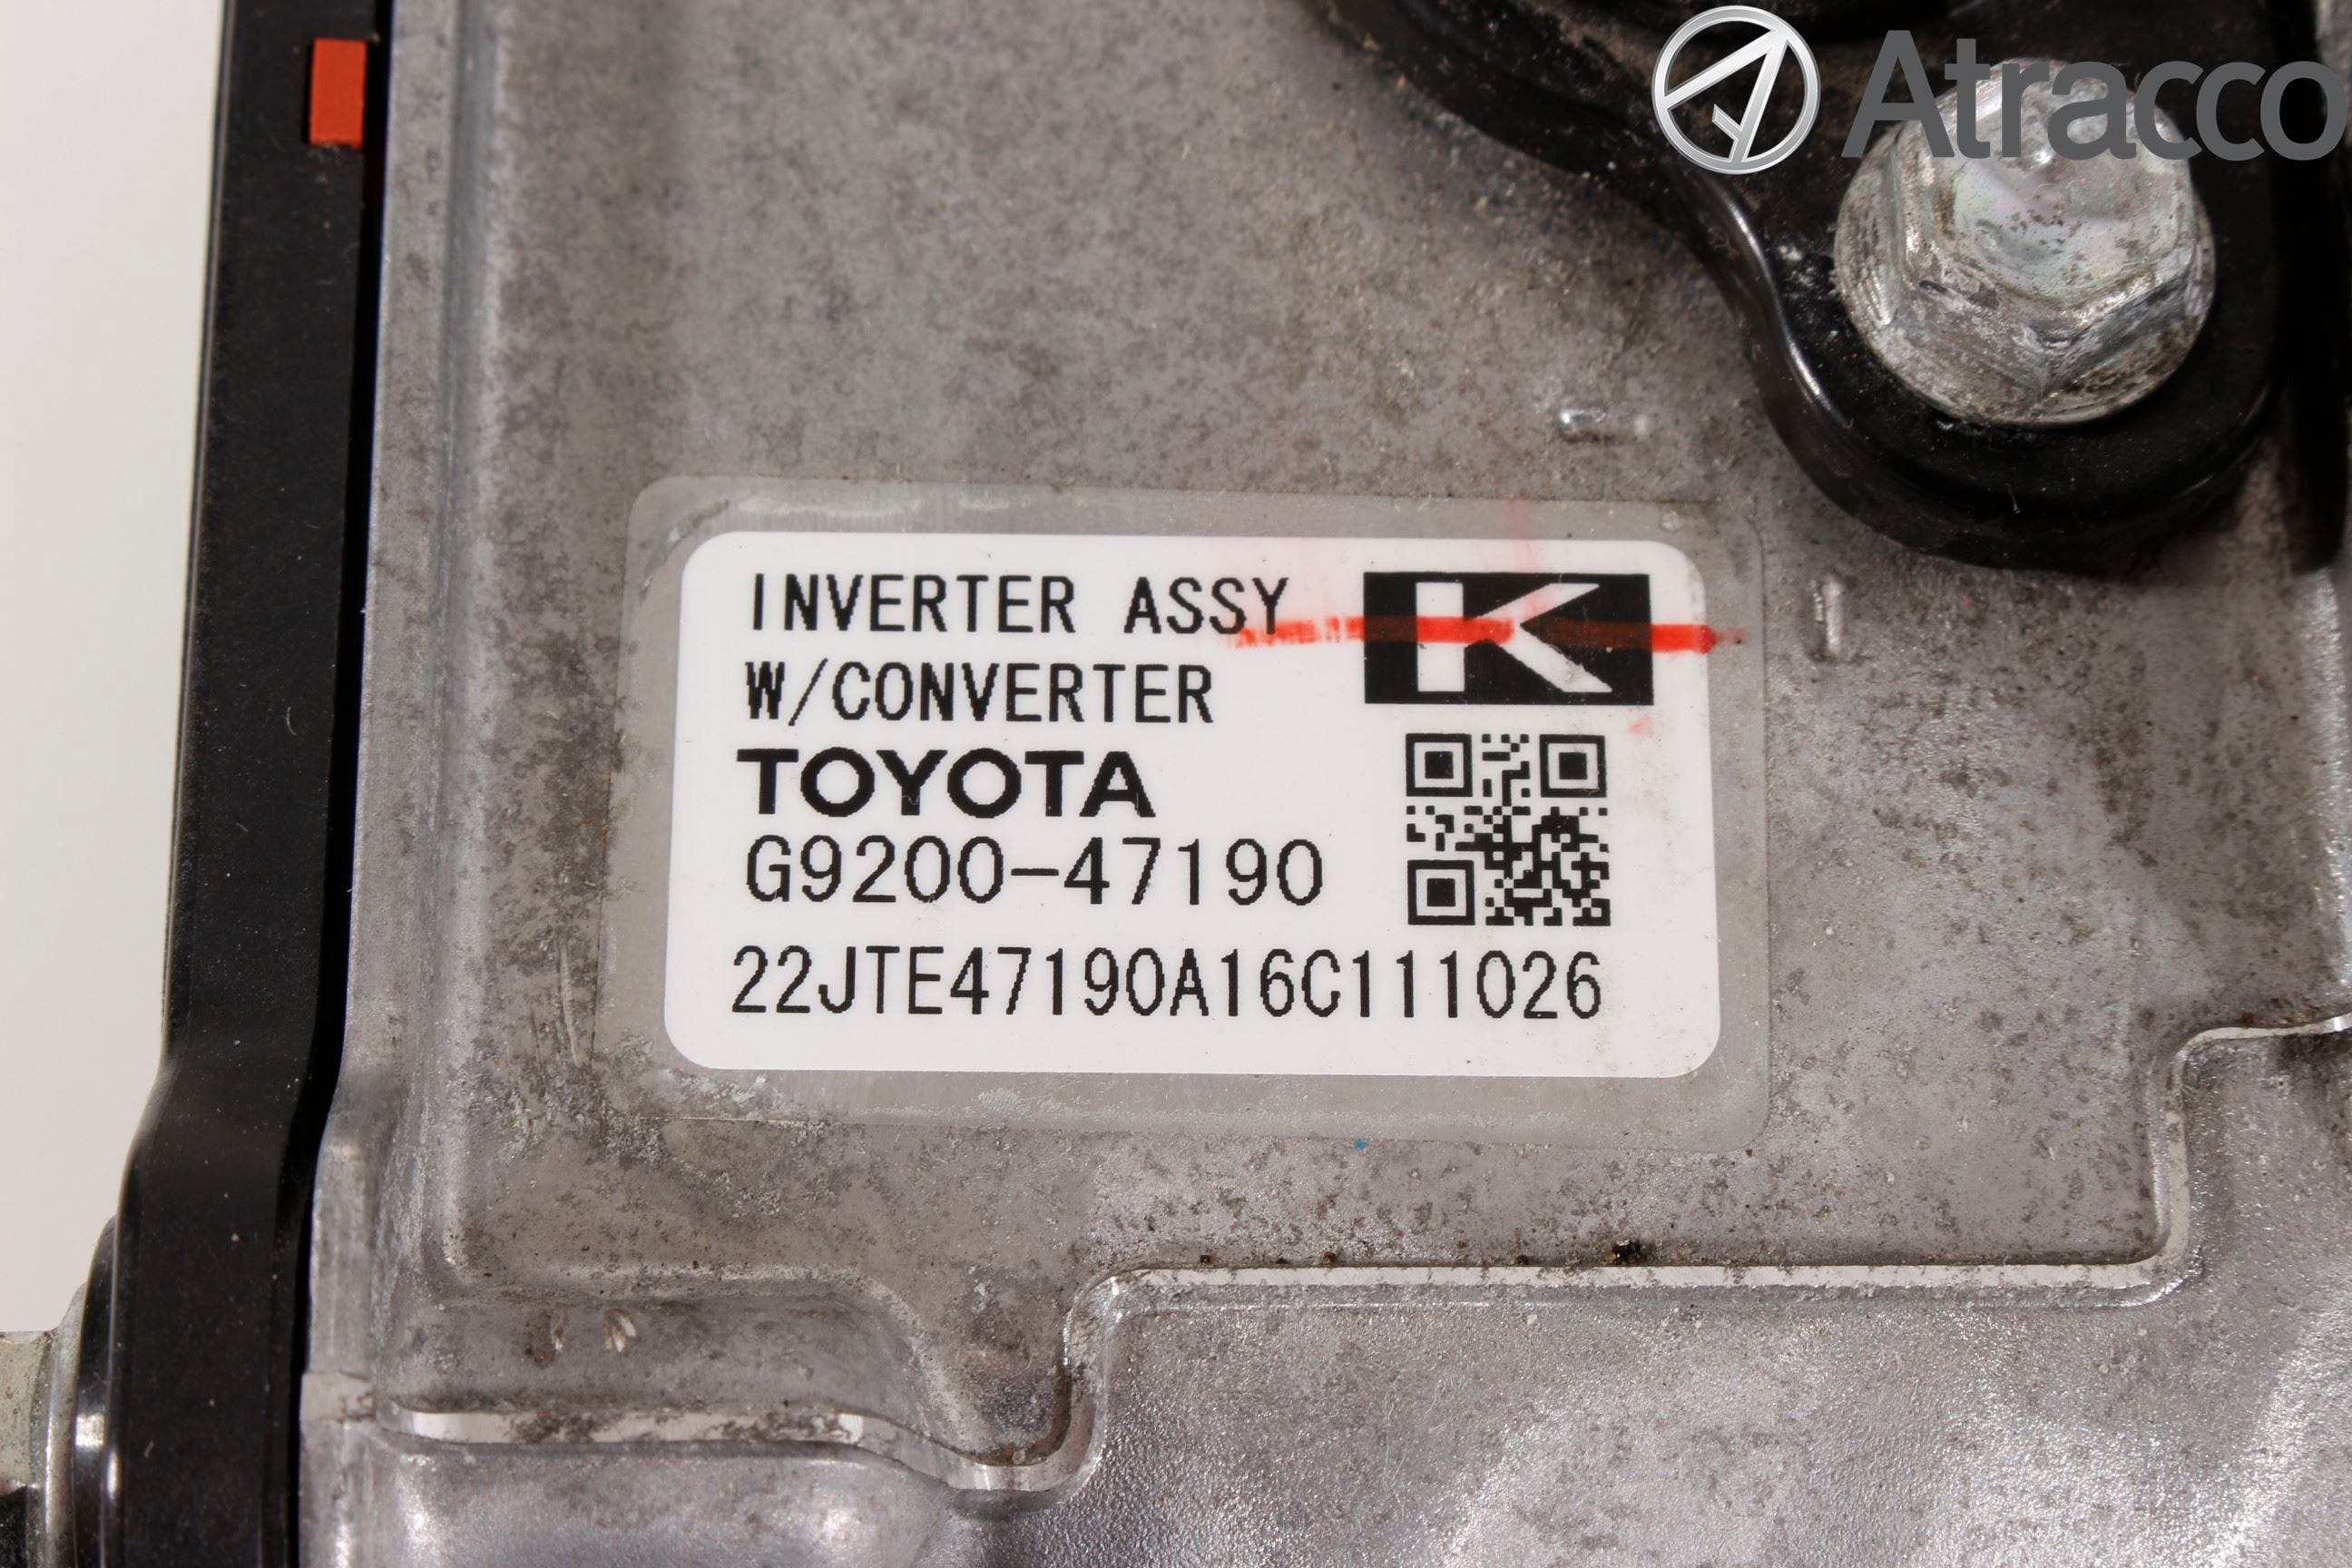 Atracco
INVERTER ASSY
K
W/CONVERTER
TOYOTA
G9200-47190
22JTE47190A16C111026